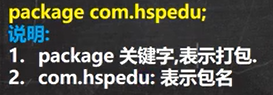 package com.hspedu;
说明:
1. package 关键字,表示打包.
2. com.hspedu: 表示包名